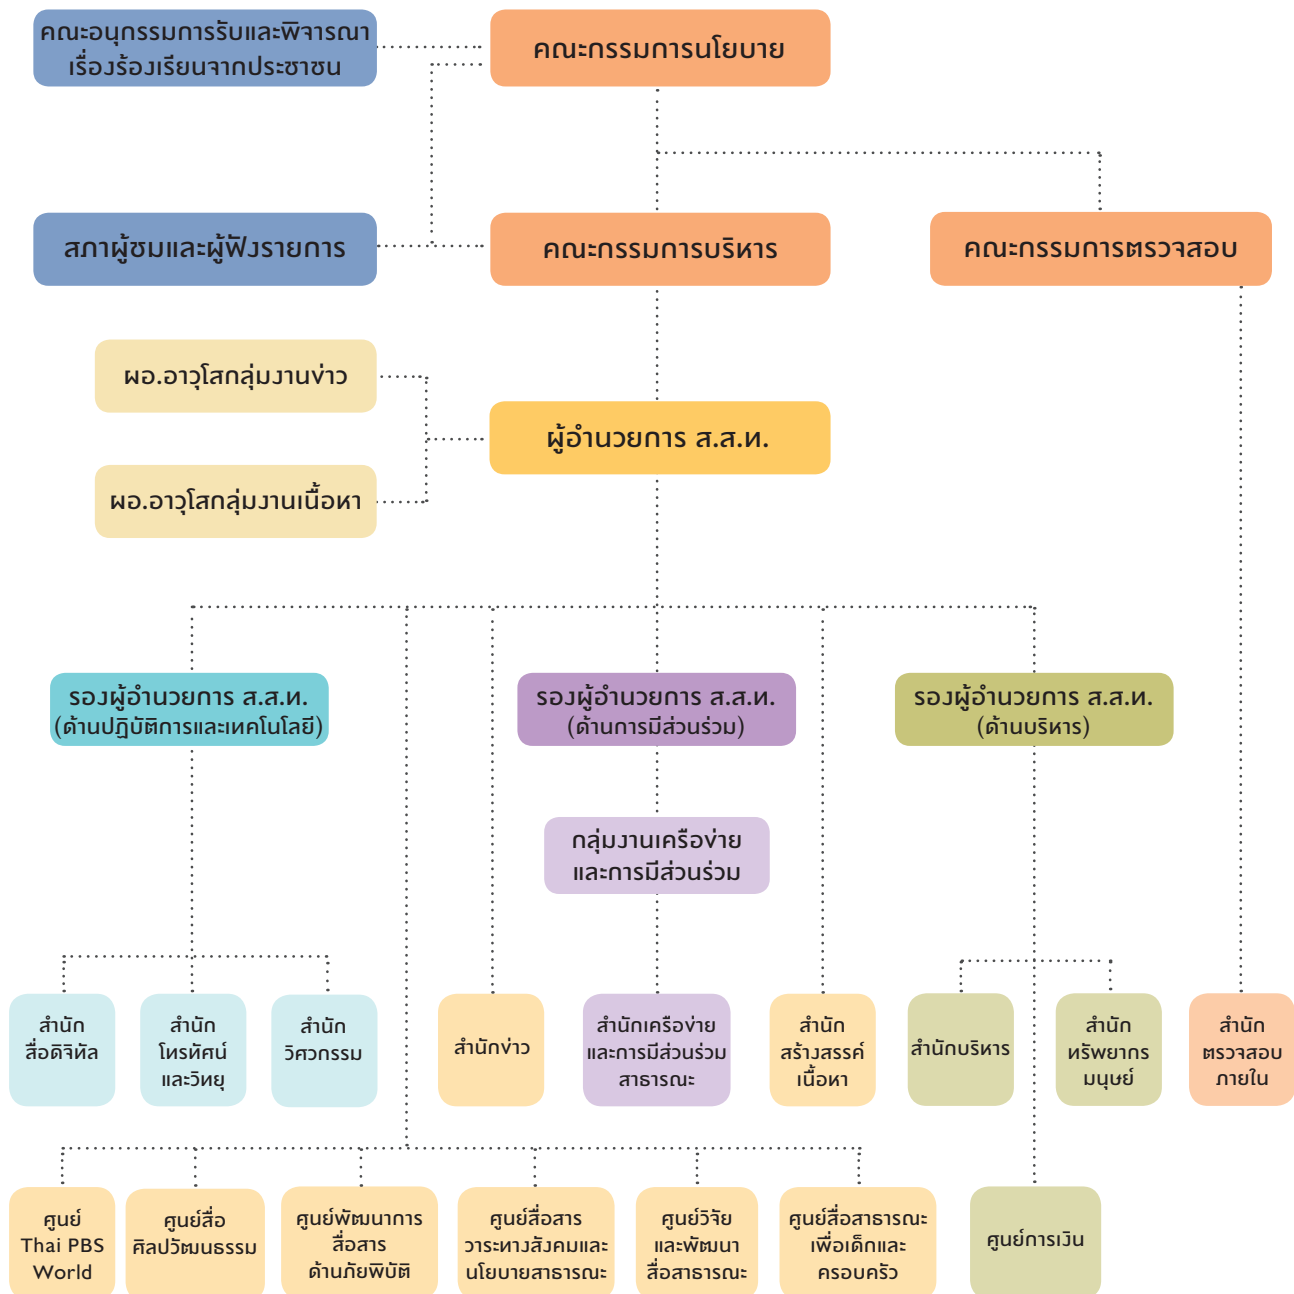 คณะอนุกรรมการรับและพิจารณา
เรื่องร้องเรียนจากประชาชน
คณะกรรมการนโยบาย
สภาผู้ชมและผู้ฟังรายการ
คณะกรรมการบริหาร
คณะกรรมการตรวจสอบ
ผอ.อาวุโสกลุ่มงานข่าว
ผู้อำนวยการ ส.ส.ท.
ผอ.อาวุโสกลุ่มงานเนื้อหา
รองผู้อำนวยการ ส.ส.ท.
(ด้านปฏิบัติการและเทคโนโลยี)
รองผู้อำนวยการ ส.ส.ท.
(ด้านการมีส่วนร่วม)
รองผู้อำนวยการ ส.ส.ท.
(ด้านบริหาร)
กลุ่มงานเครือข่าย
และการมีส่วนร่วม
สำนัก
สื่อดิจิทัล
สำนัก
โทรทัศน์
และวิทยุ
สำนัก
วิศวกรรม
สำนักข่าว
สำนักเครือข่าย
และการมีส่วนร่วม
สาธารณะ
สำนัก
สร้างสรรค์
เนื้อหา
สำนักบริหาร
สำนัก
ทรัพยากร
มนุษย์
สำนัก
ตรวจสอบ
ภายใน
ศูนย์
Thai PBS
World
ศูนย์สื่อ
ศิลปวัฒนธรรม
ศูนย์พัฒนาการ
สื่อสาร
ด้านภัยพิบัติ
ศูนย์สื่อสาร
วาระทางสังคมและ
นโยบายสาธารณะ
ศูนย์วิจัย
และพัฒนา
สื่อสาธารณะ
ศูนย์สื่อสาธารณะ
เพื่อเด็กและ
ครอบครัว
ศูนย์การเงิน